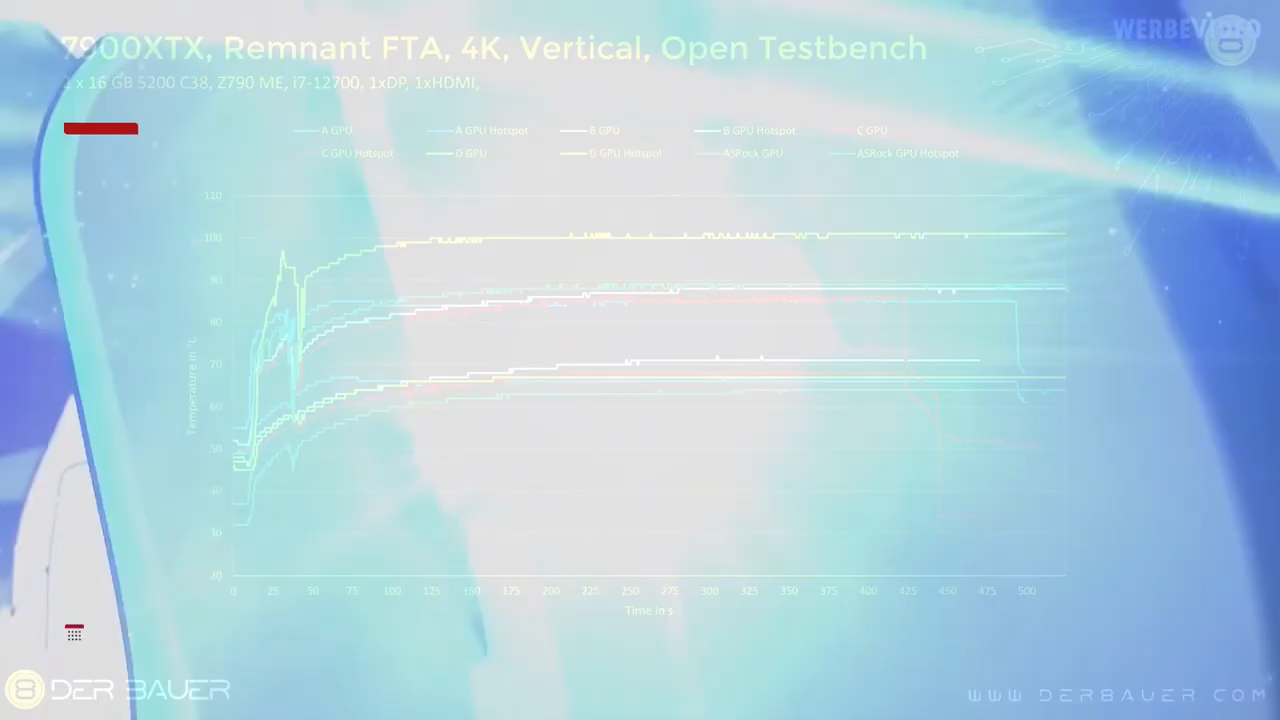 WERBEVIDEO
7900XTX, Remnant FTA, 4K, Vertical, Open Testbench
x 16 GB 5200 C38, Z790 ME, i7-12700, 1xDP, 1xHDMI,
A GPU A GPU Hotspot B GPU B GPU Hotspot C GPU
C GPU Hotspot D GPU D GPU Hotspot ASRock GPU ASRock GPU Hotspot
110
100
90
80
70
60
50
40
30
20
Temperature in °C
0 25 50 75 100 125 150 175 200 225 250 275 300 325 350 375 400 425 450 475 500
Time in s
8 DER BAUER
WWW DERBAUER COM